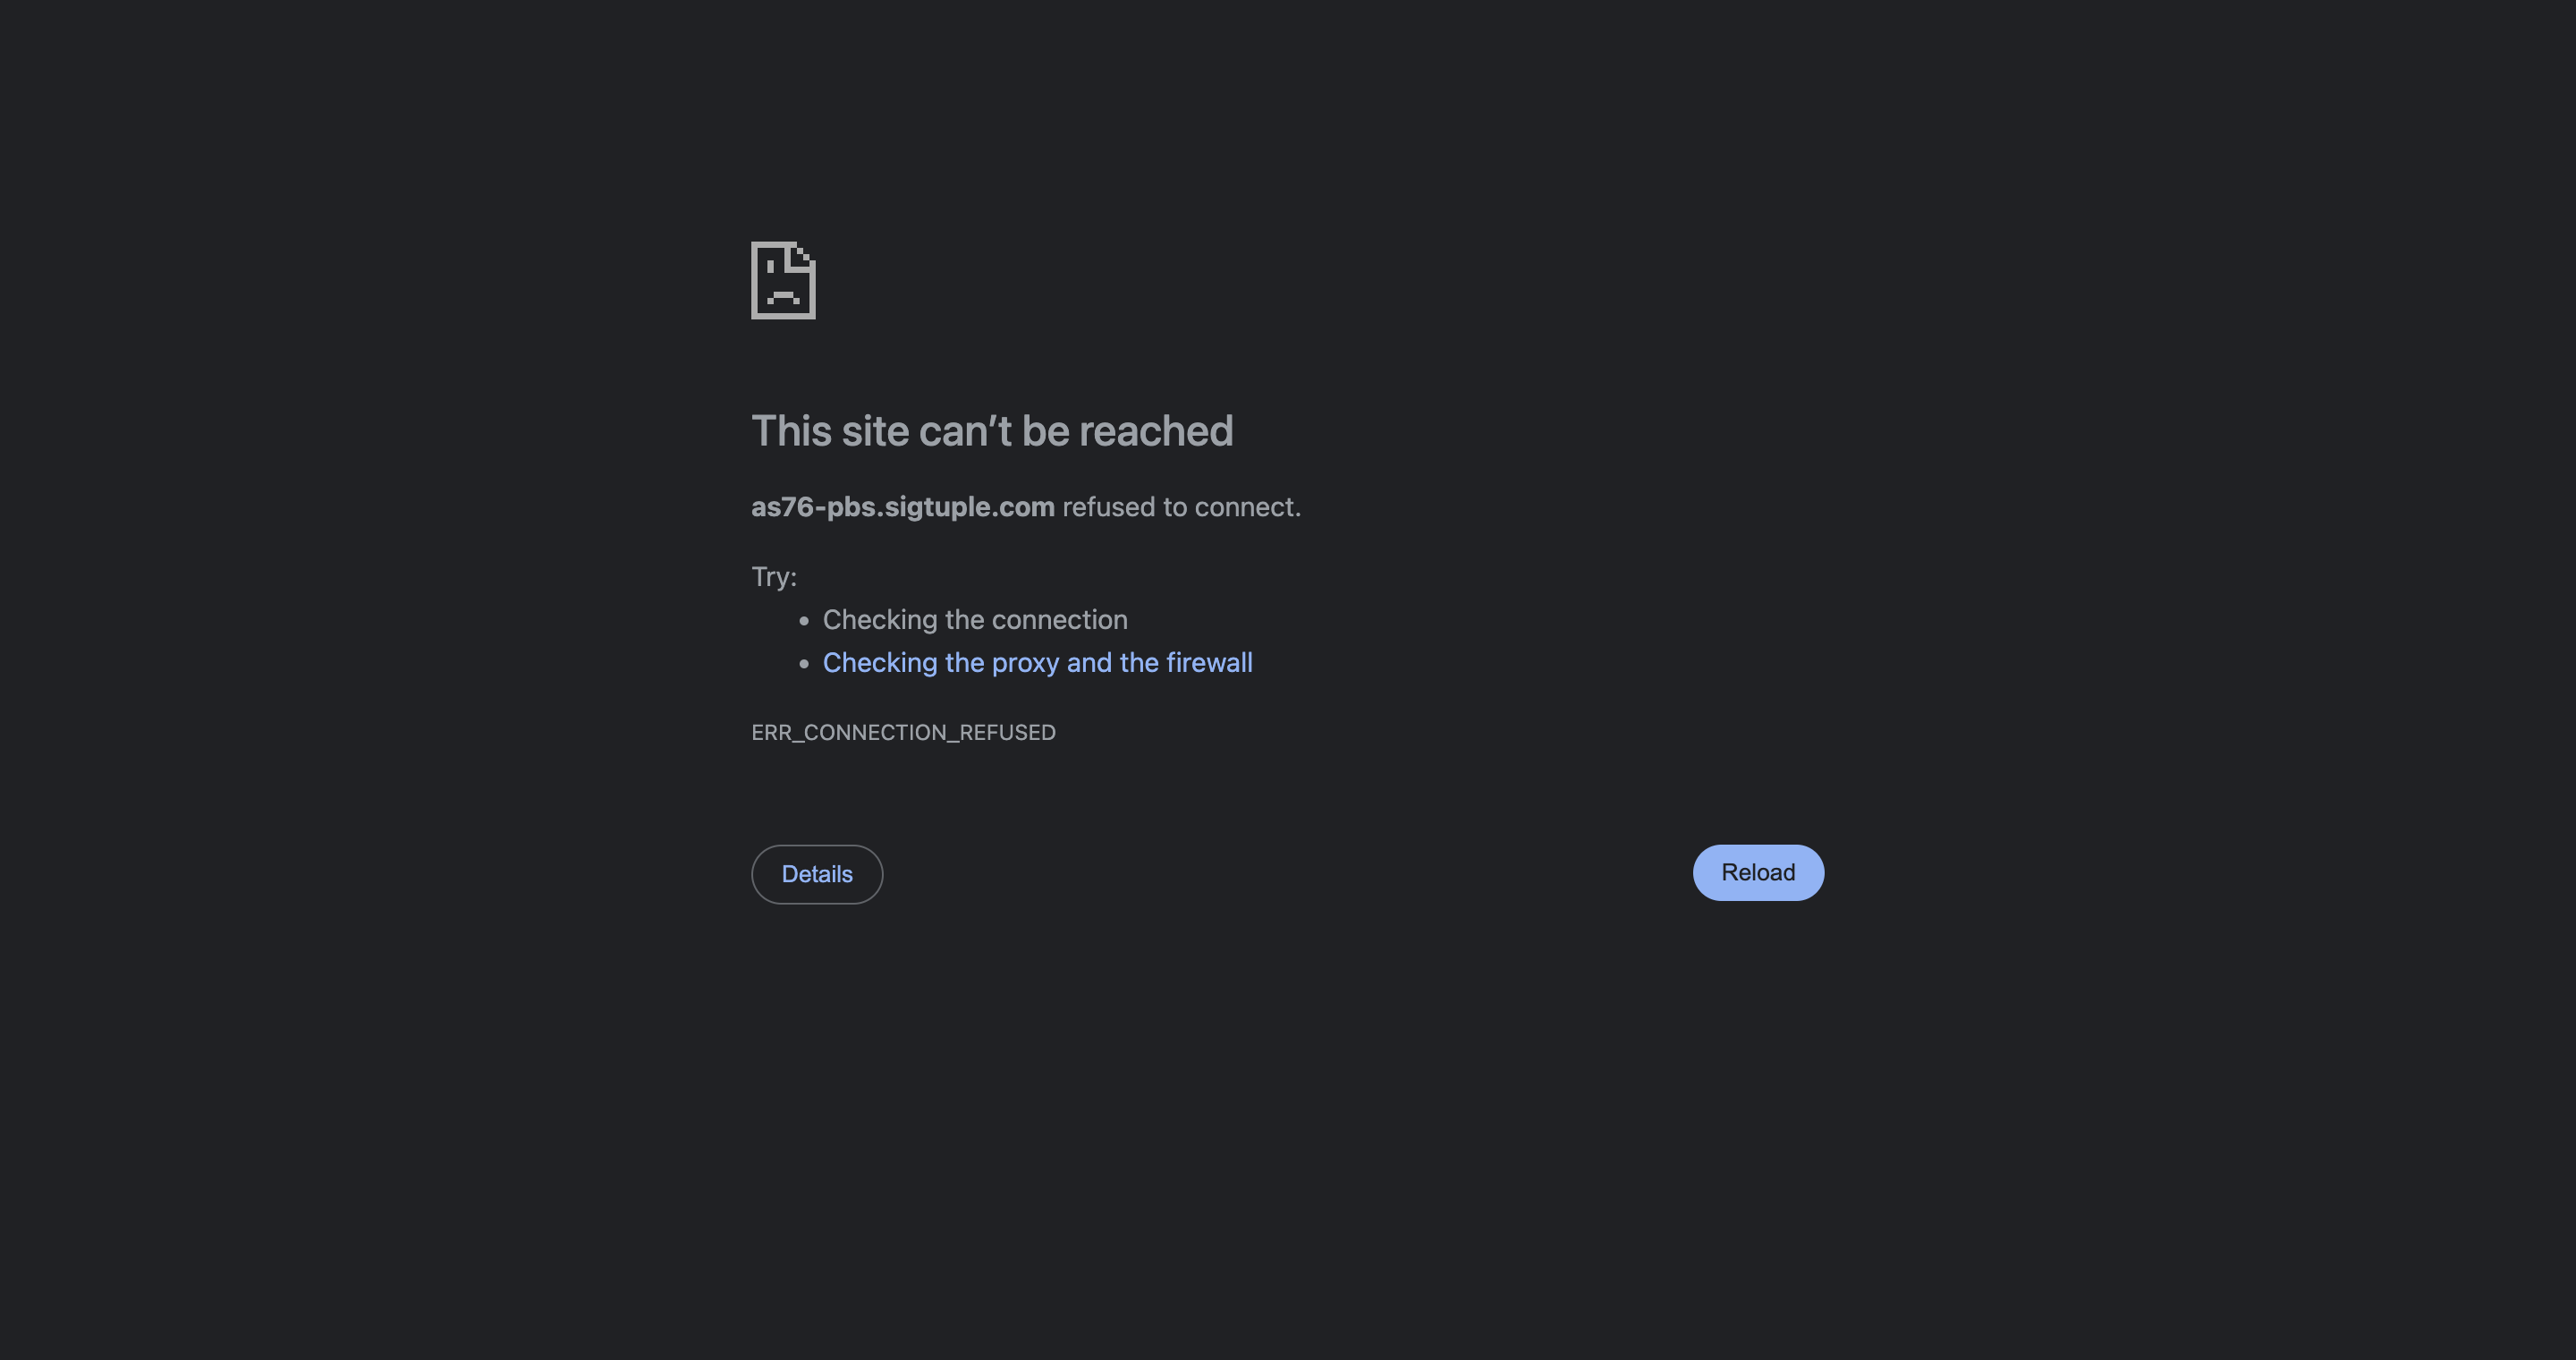 This site can’t be reached
as76-pbs.sigtuple.com refused to connect.
Try:
Checking the connection
Checking the proxy and the firewall
ERR_CONNECTION_REFUSED
Details
Reload